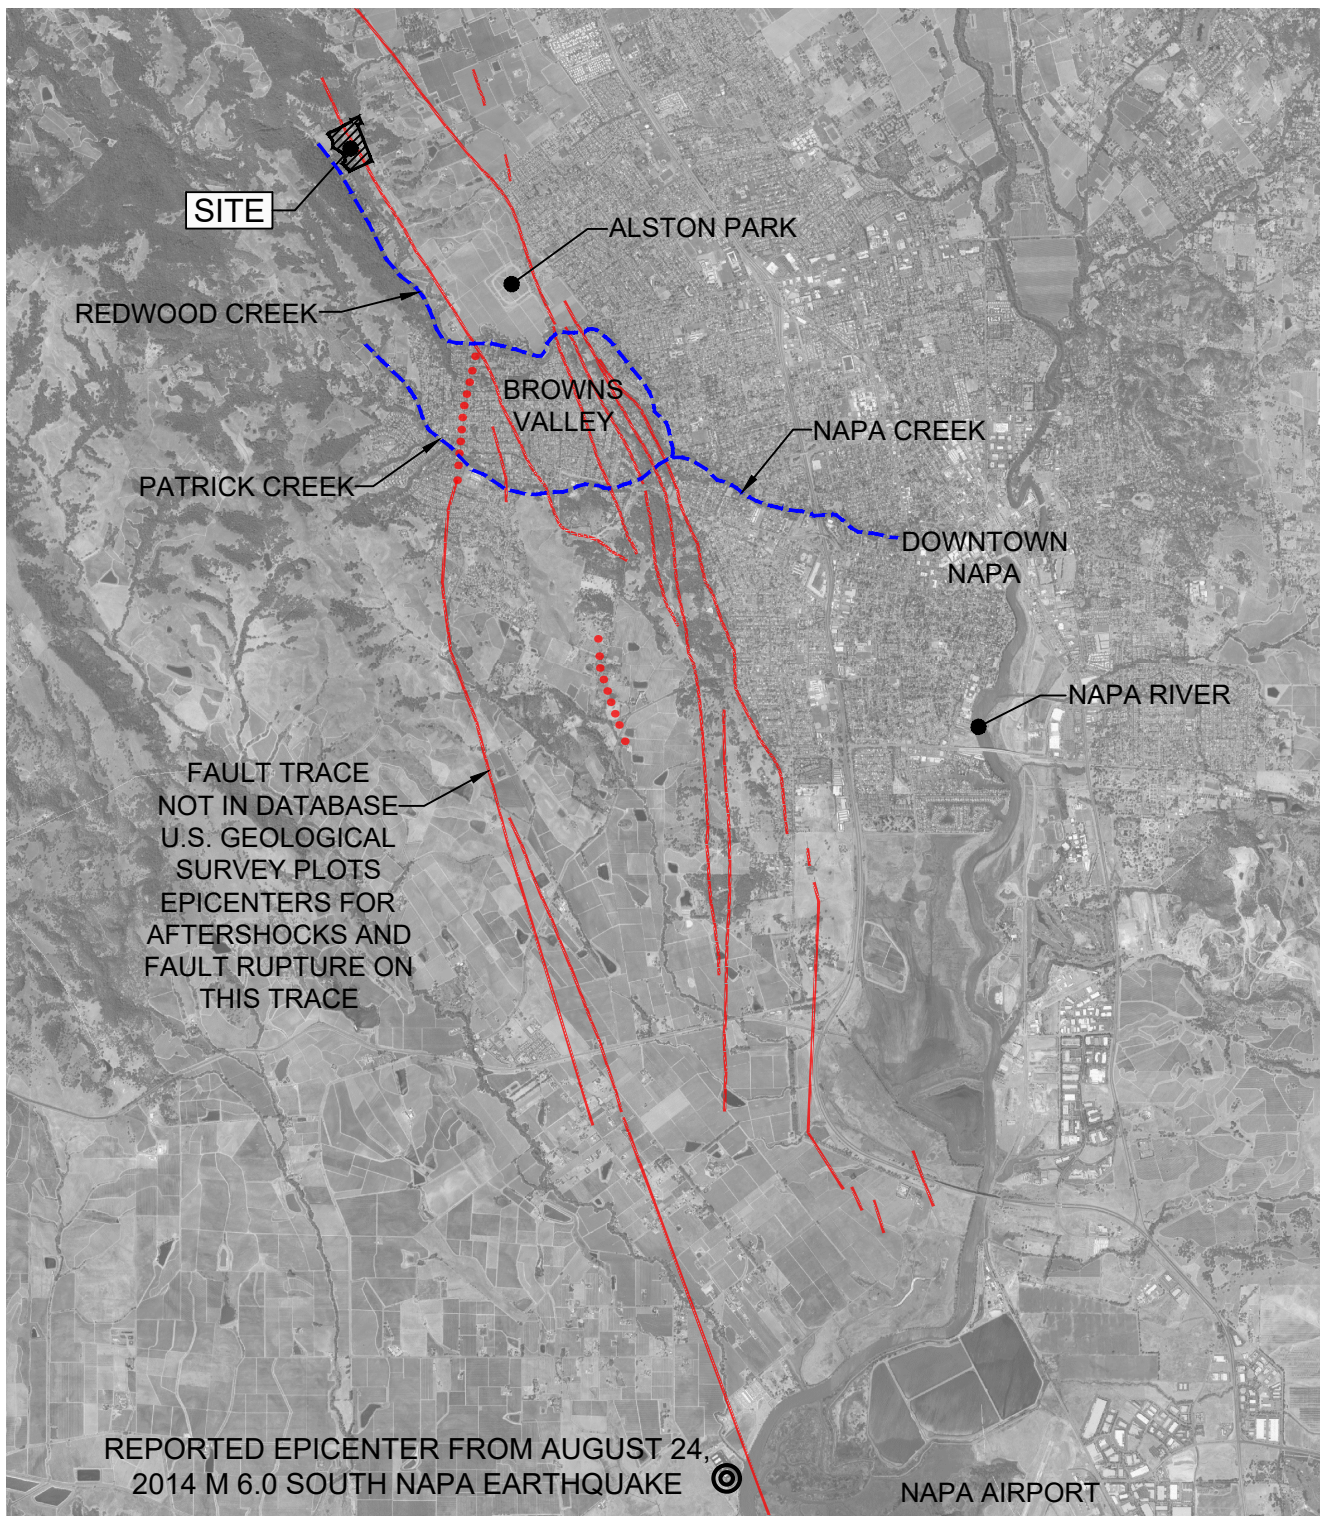 SITE
ALSTON PARK
REDWOOD CREEK
BROWNS
VALLEY
NAPA CREEK
PATRICK CREEK
DOWNTOWN
NAPA
NAPA RIVER
FAULT TRACE
NOT IN DATABASE
U.S. GEOLOGICAL
SURVEY PLOTS
EPICENTERS FOR
AFTERSHOCKS AND
FAULT RUPTURE ON
THIS TRACE
REPORTED EPICENTER FROM AUGUST 24,
2014 M 6.0 SOUTH NAPA EARTHQUAKE
NAPA AIRPORT